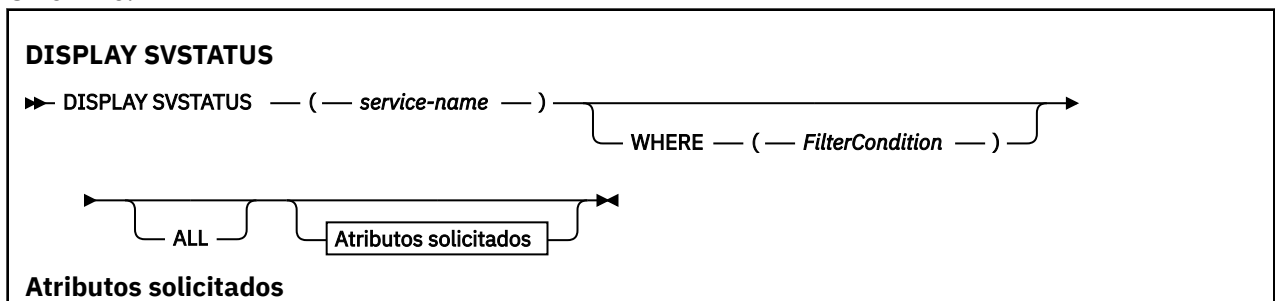 DISPLAY SVSTATUS
DISPLAY SVSTATUS ( service-name )
WHERE ( FilterCondition )
ALL Atributos solicitados
Atributos solicitados